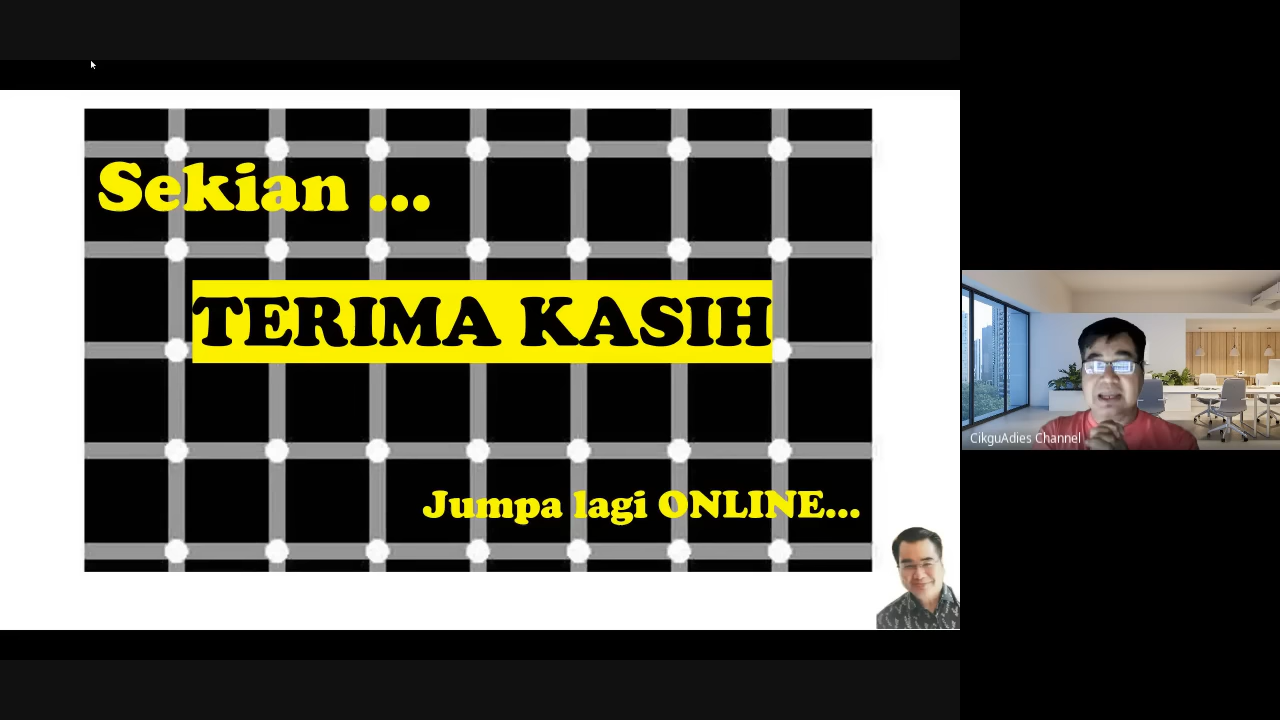 Sekian ...
TERIMA KASIH
Jumpa lagi ONLINE...
CikguAdies Channel